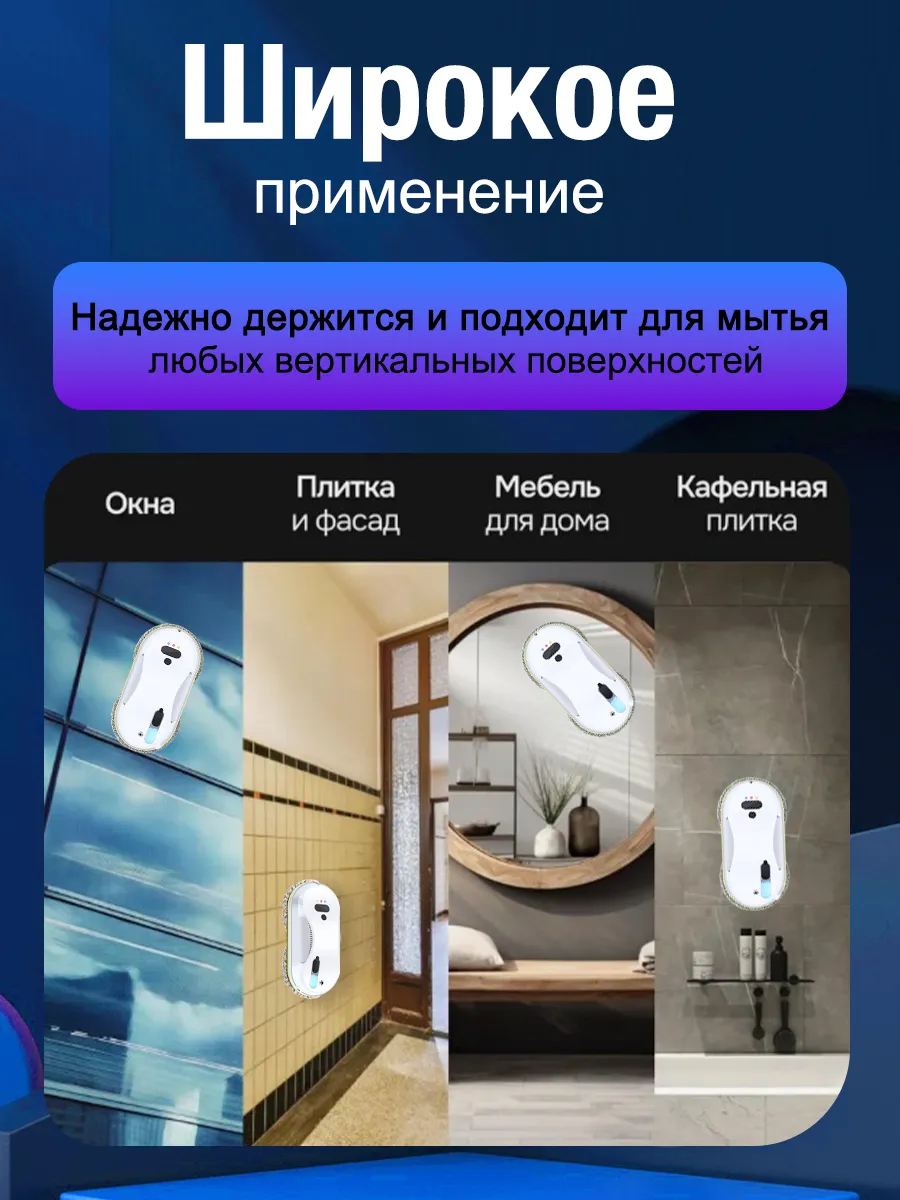 Широкое
применение
Надежно держится и подходит для мытья
любых вертикальных поверхностей
Окна
Плитка
и фасад
Мебель
для дома
Кафельная
плитка